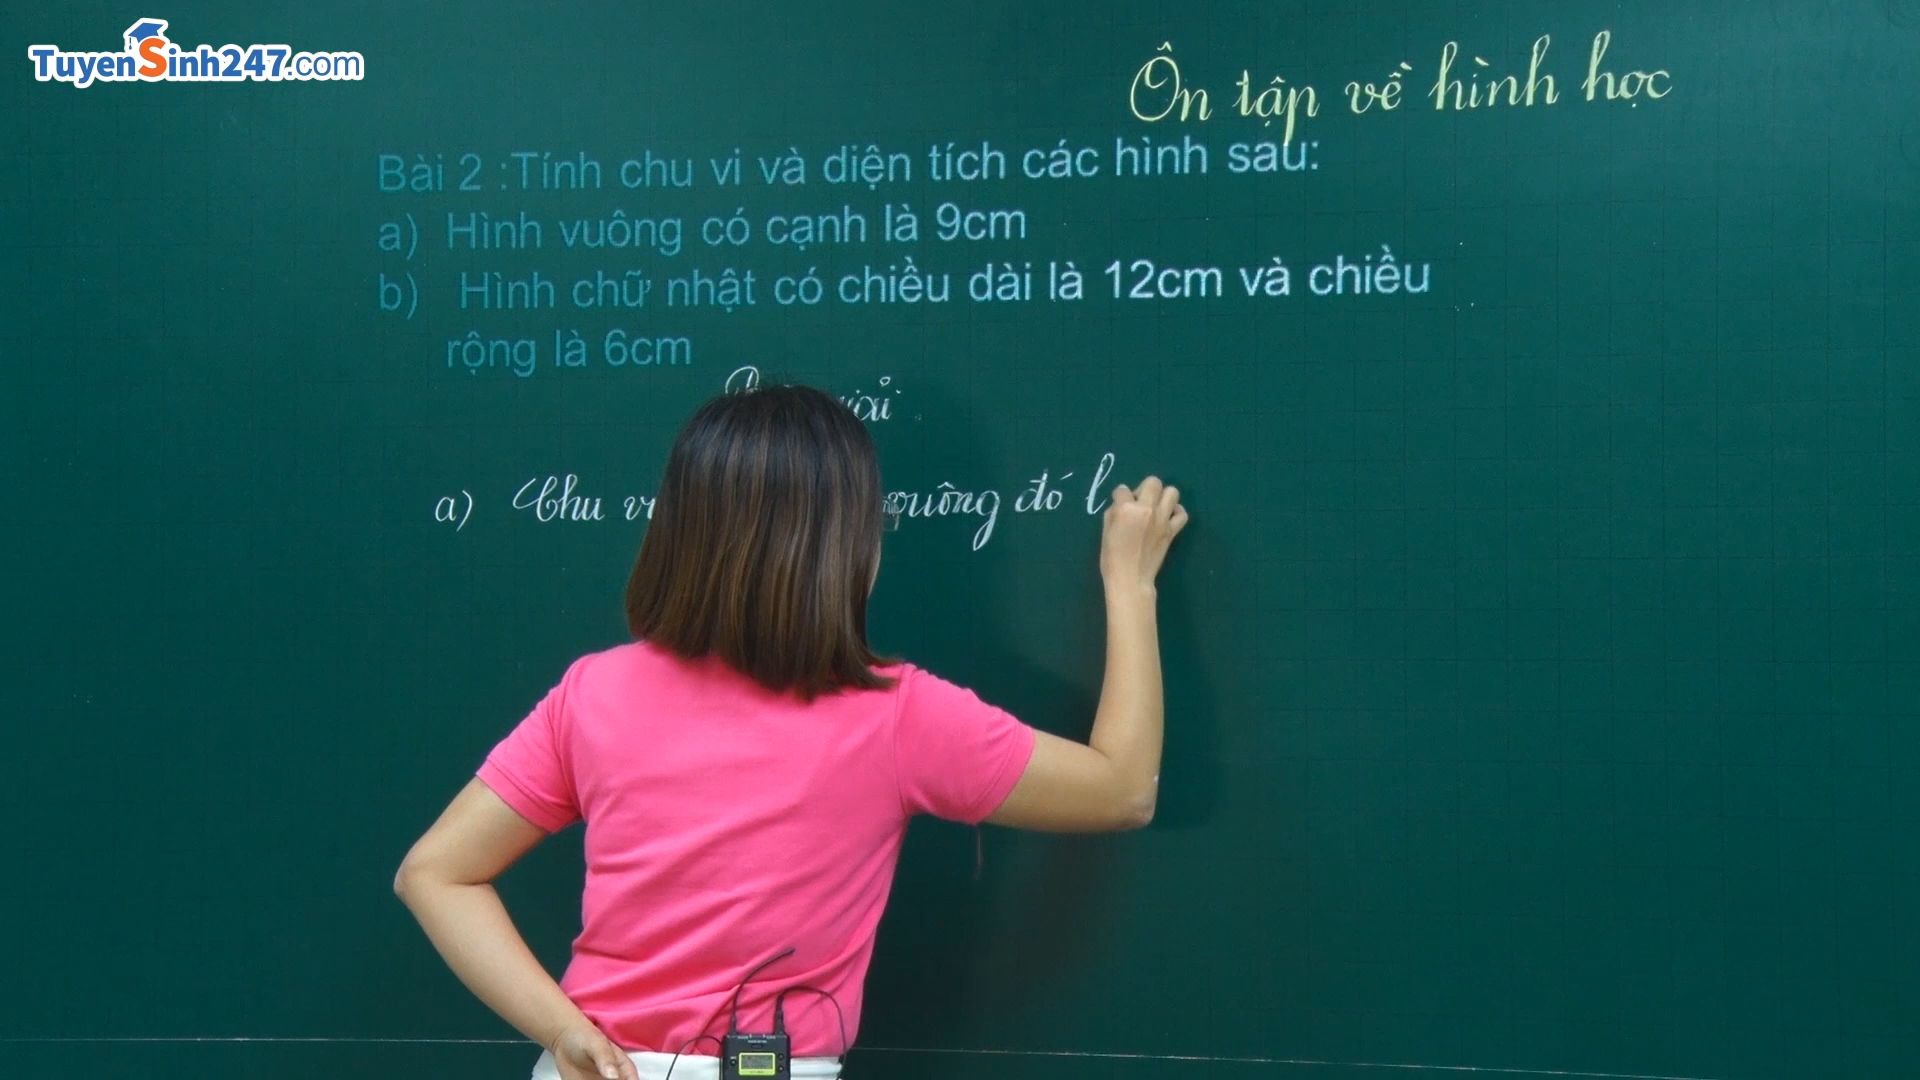 TuyenSinh247.com
Ôn tập về hình học
Bài 2 :Tính chu vi và diện tích các hình sau:
a) Hình vuông có cạnh là 9cm
b) Hình chữ nhật có chiều dài là 12cm và chiều
rộng là 6cm
a) Chu vuông đó